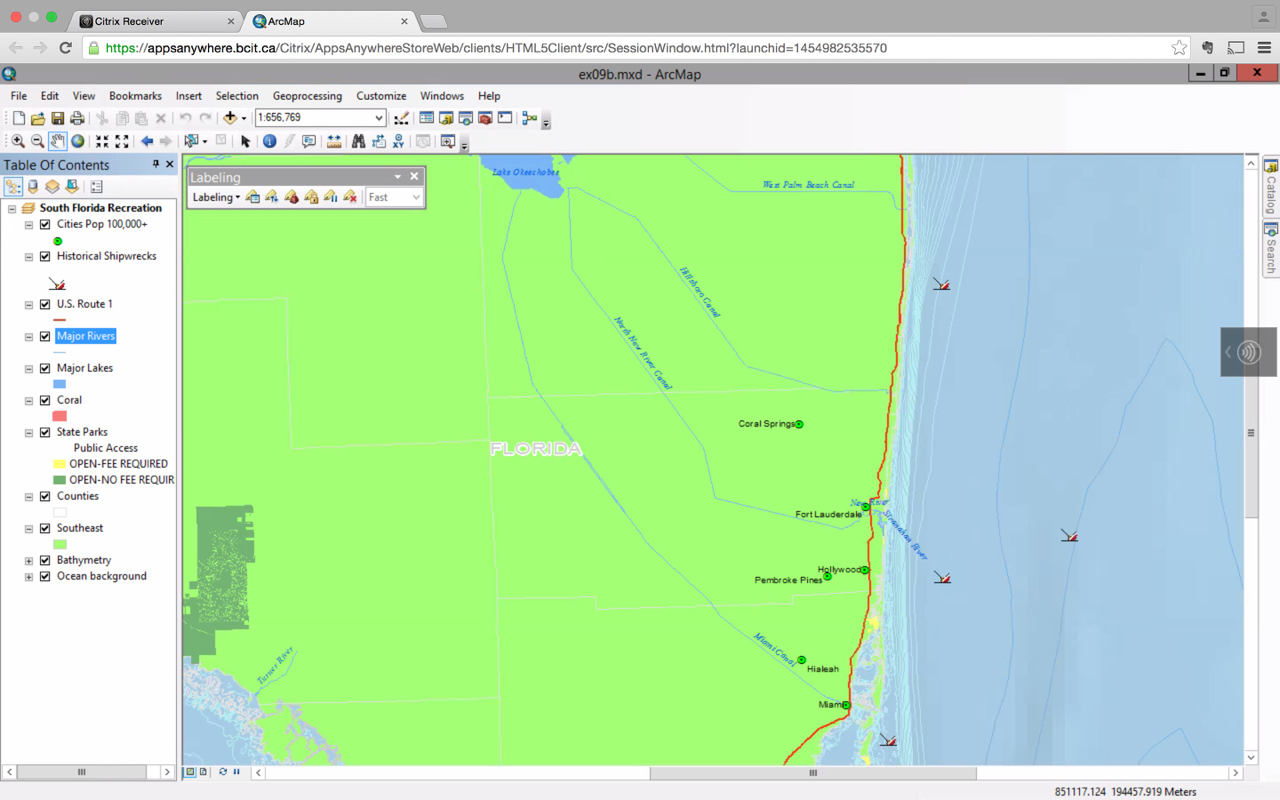 Citrix Receiver
ArcMap
https://appsanywhere.bcit.ca/Citrix/AppsAnywhereStoreWeb/clients/HTML5Client/src/SessionWindow.html?launchid=1454982535570
ex09b.mxd - ArcMap
File Edit View Bookmarks Insert Selection Geoprocessing Customize Windows Help
1:656,769
Table Of Contents
South Florida Recreation
Cities Pop 100,000+
Historical Shipwrecks
U.S. Route 1
Major Rivers
Major Lakes
Coral
State Parks
Public Access
OPEN-FEE REQUIRED
OPEN-NO FEE REQUIR
Counties
Southeast
Bathymetry
Ocean background
Labeling
Labeling
Fast
Lake Okeechobee
West Palm Beach Canal
Hillsboro Canal
North New River Canal
Coral Springs
FLORIDA
New River
Fort Lauderdale
Stranahan River
Hollywood
Pembroke Pines
Miami Canal
Turner River
Hialeah
Miami
Catalog
Search
851117.124 194457.919 Meters